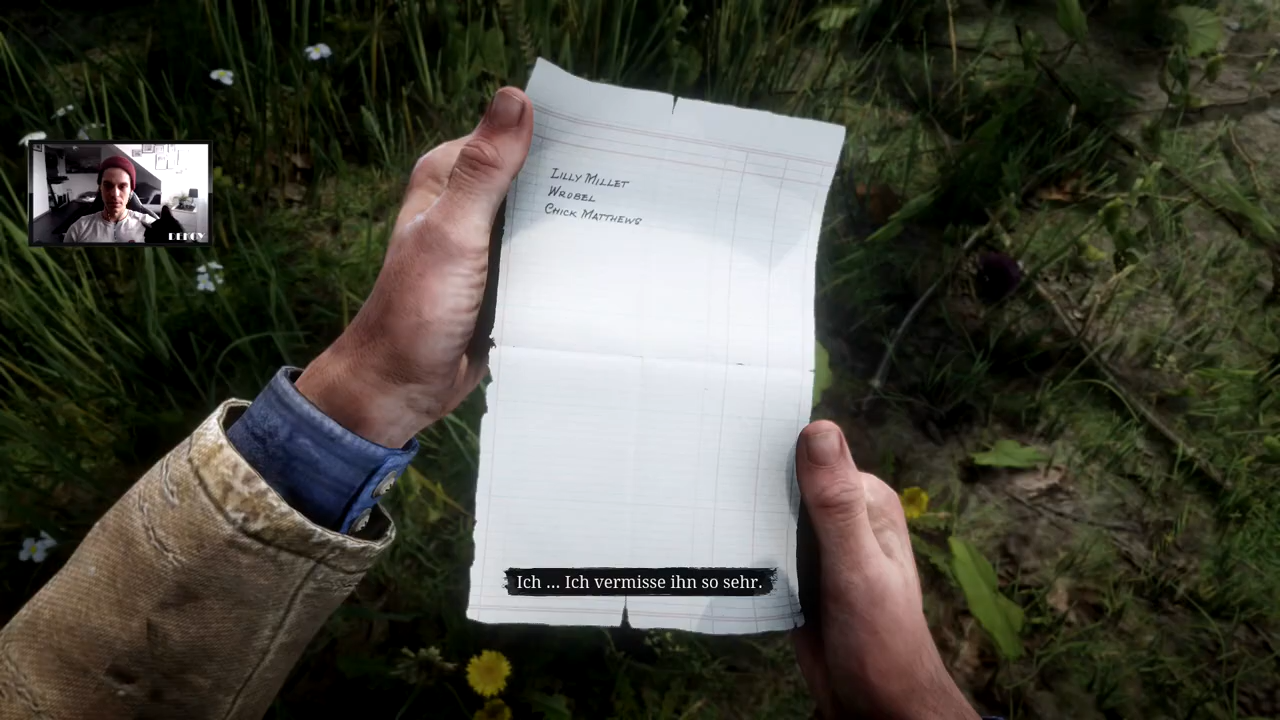 Lilly Millet
Wrobel
Chick Matthews
Ich ... Ich vermisse ihn so sehr.